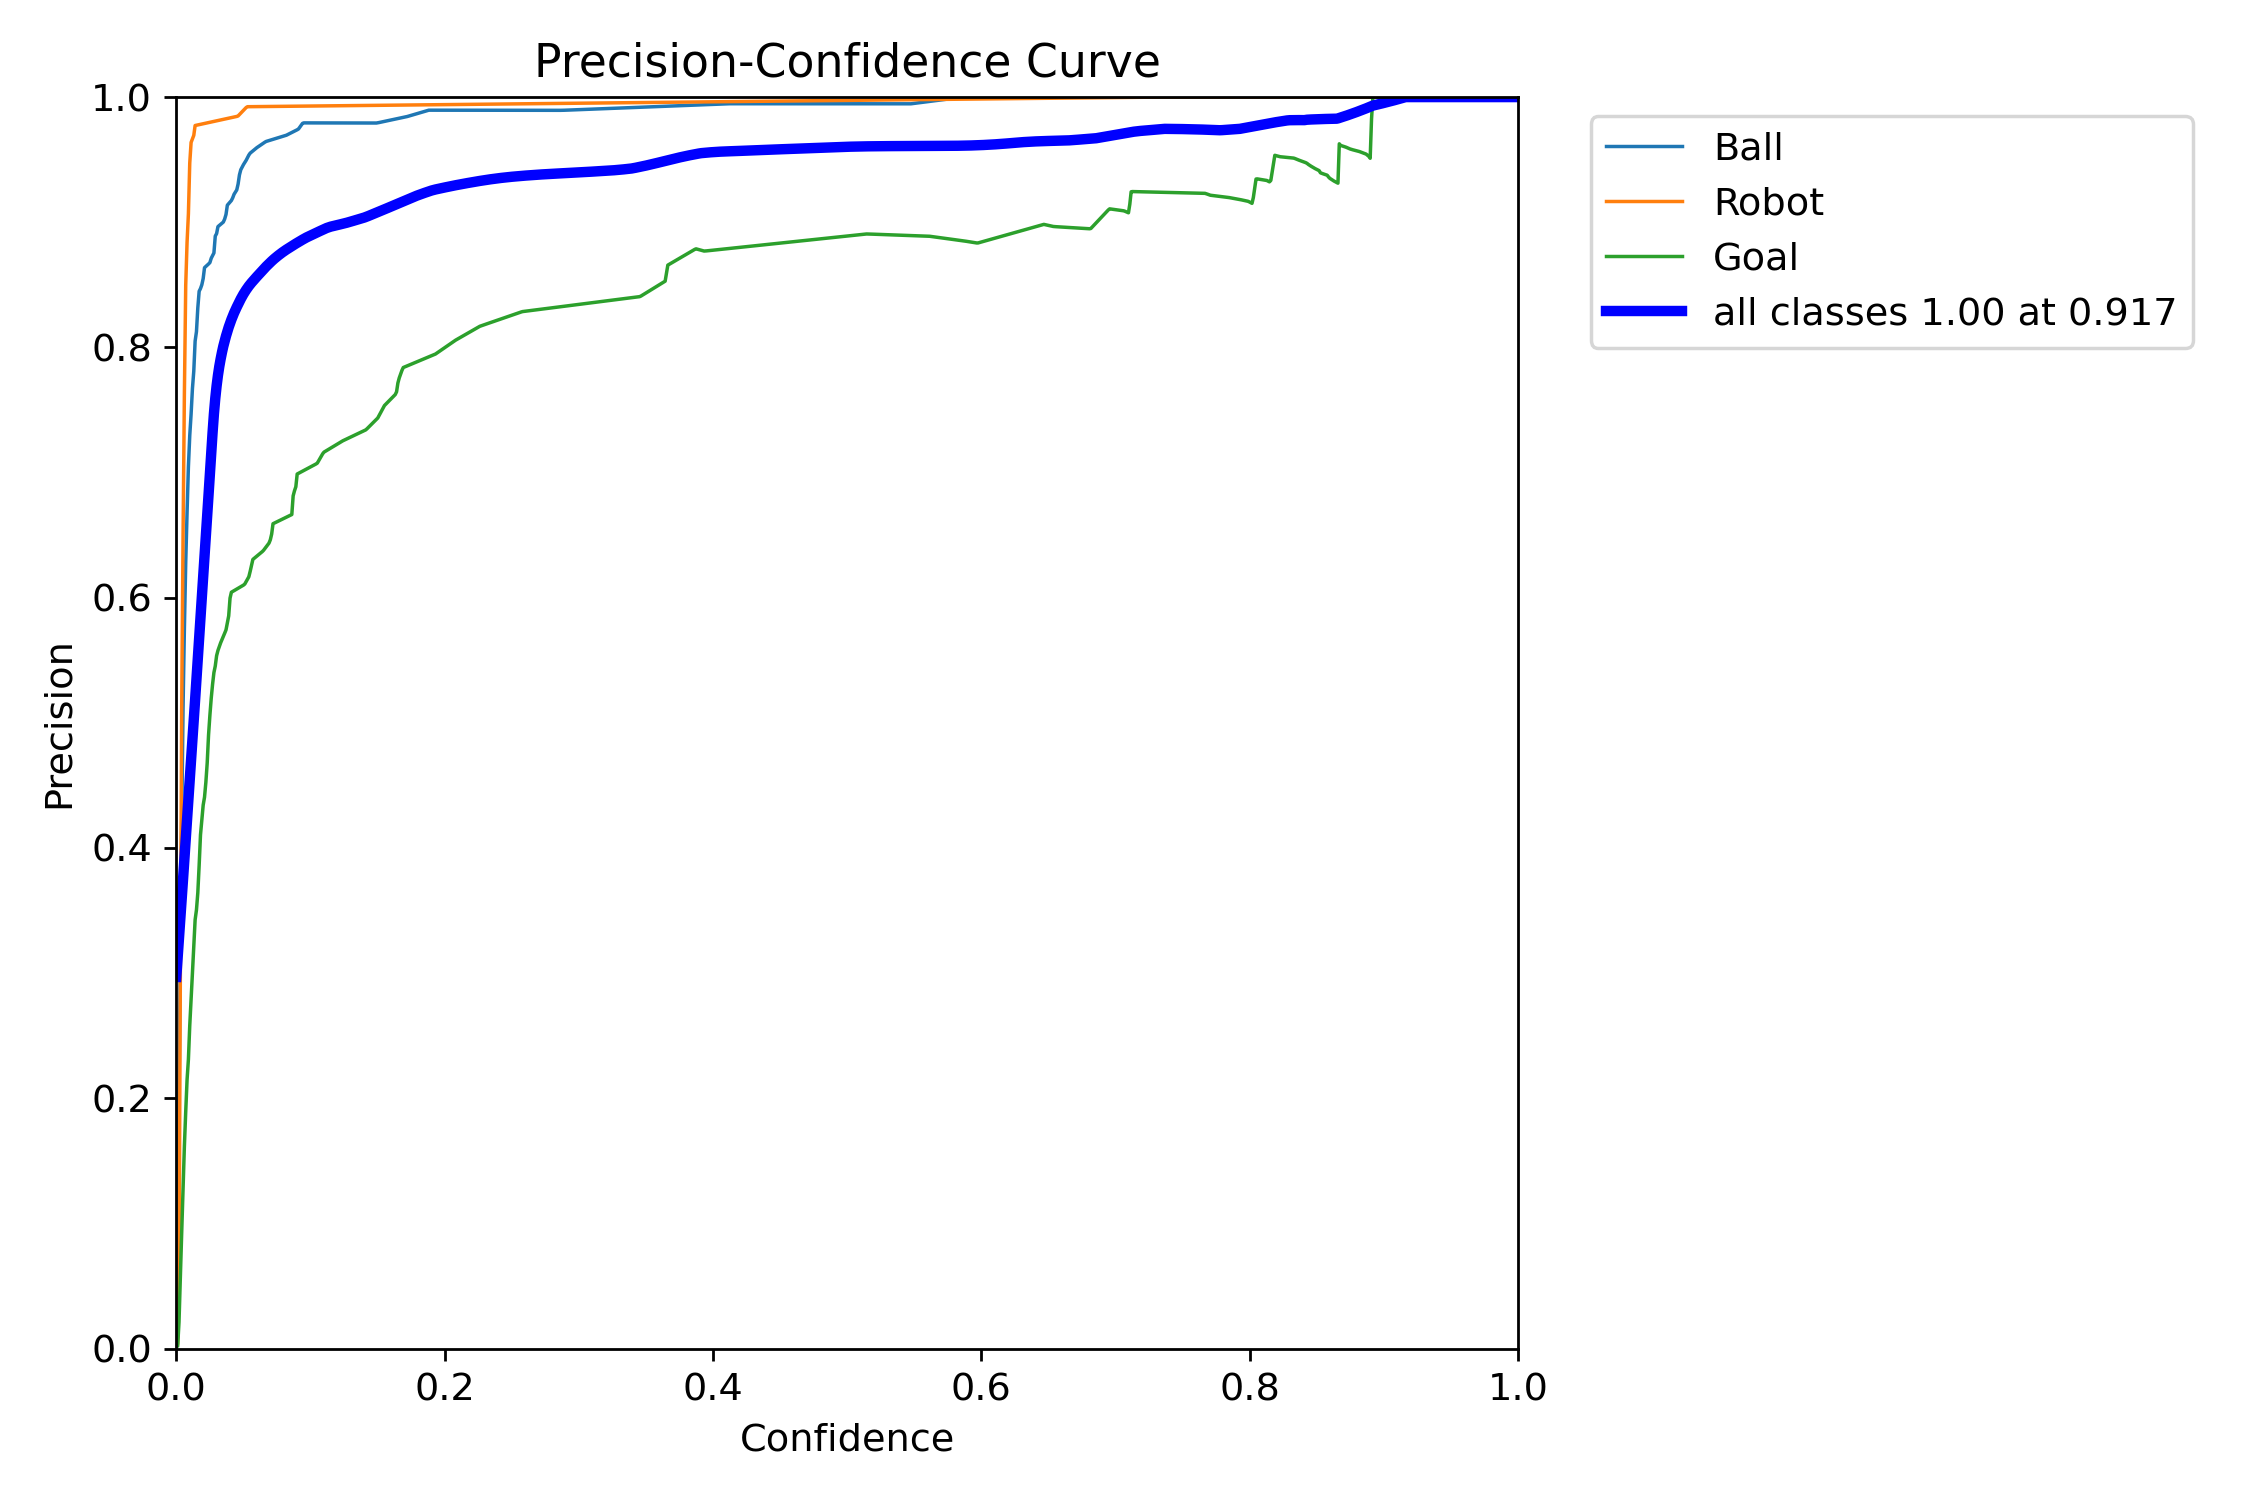 Precision-Confidence Curve
1.0
0.8
0.6
0.4
0.2
0.0
Precision
0.0 0.2 0.4 0.6 0.8 1.0
Confidence
Ball
Robot
Goal
all classes 1.00 at 0.917